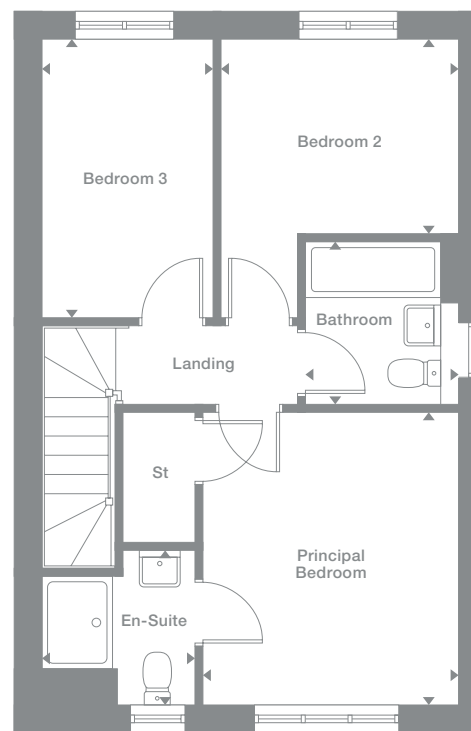 Bedroom 2
Bedroom 3
Bathroom
Landing
St
Principal
Bedroom
En-Suite